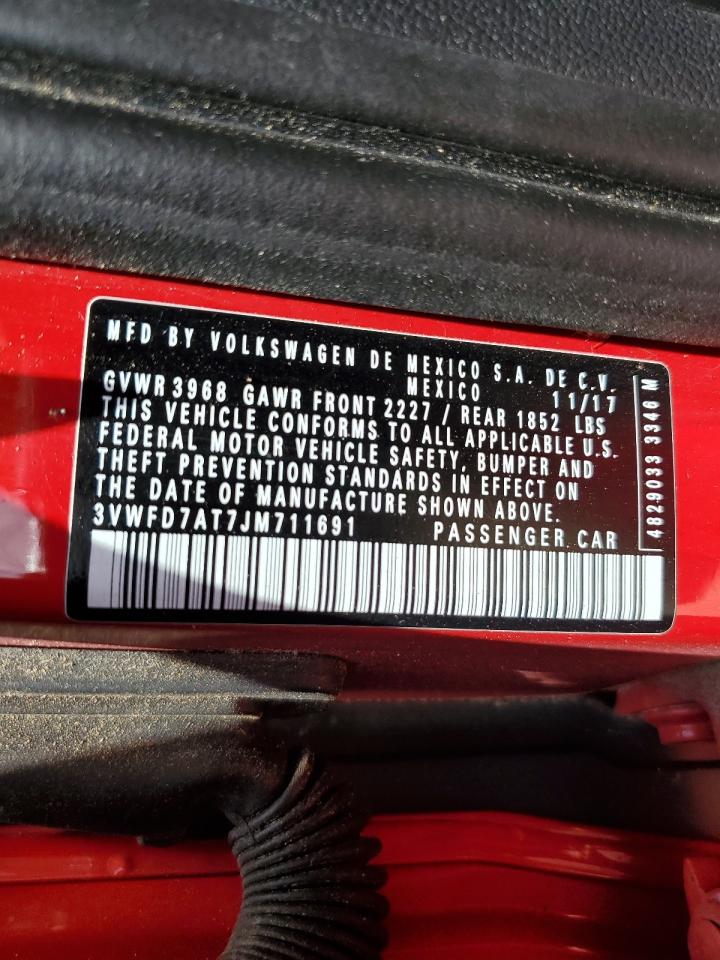 MFD BY VOLKSWAGEN DE MEXICO S.A. DE C.V.
MEXICO 11/17
GVWR 3968 GAWR FRONT 2227 / REAR 1852 LBS
THIS VEHICLE CONFORMS TO ALL APPLICABLE U.S.
FEDERAL MOTOR VEHICLE SAFETY, BUMPER AND
THEFT PREVENTION STANDARDS IN EFFECT ON
THE DATE OF MANUFACTURE SHOWN ABOVE.
3VWFD7AT7JM711691 PASSENGER CAR
4829033 3346 M